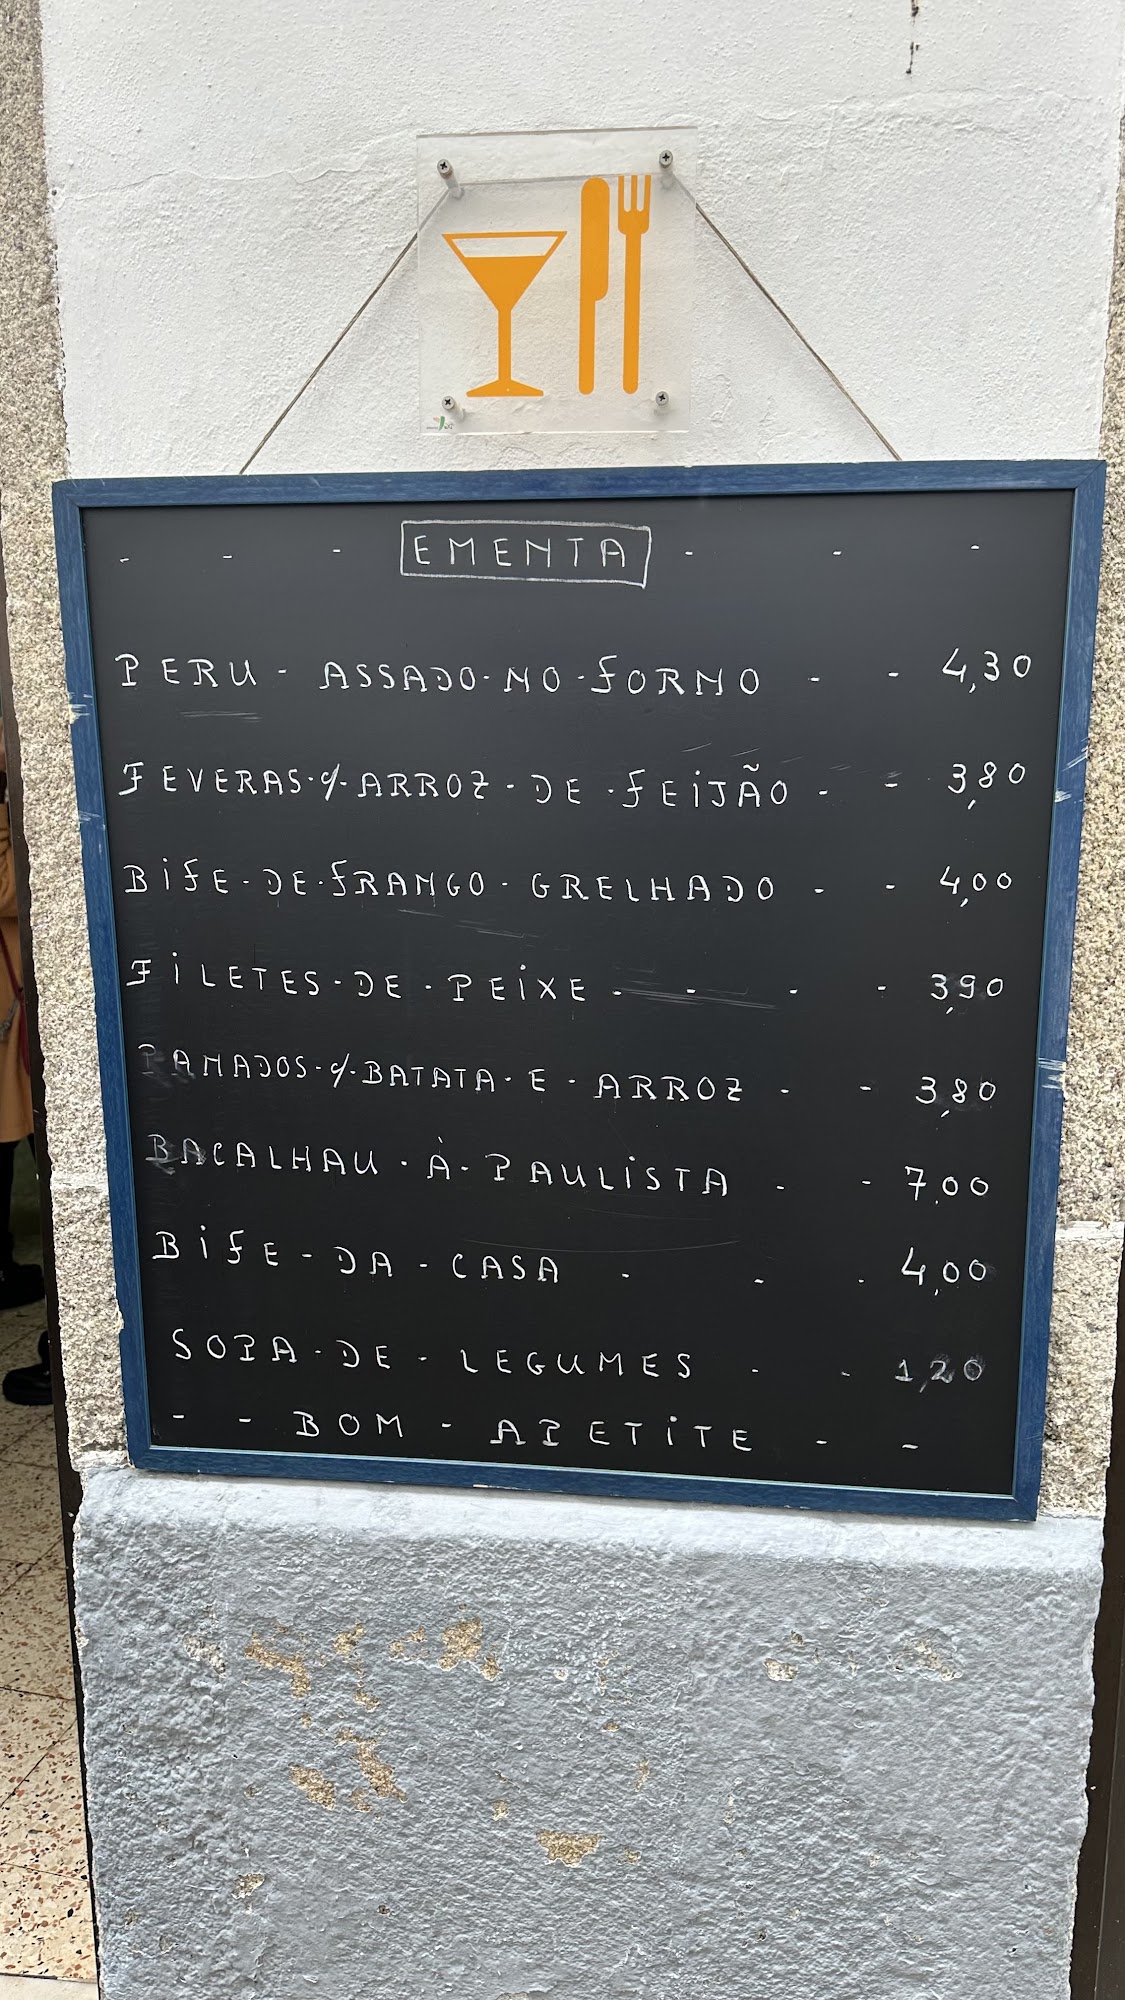 - - - EMENTA - - -
PERU - ASSADO - NO - FORNO - - 4,30
FEVERAS - c/ - ARROZ - DE - FEIJÃO - - 3,80
BIFE - DE - FRANGO - GRELHADO - - 4,00
FILETES - DE - PEIXE - - - - 3,90
PANADOS - c/ - BATATA - E - ARROZ - - 3,80
BACALHAU - À - PAULISTA - - 7,00
BIFE - DA - CASA - - - 4,00
SOPA - DE - LEGUMES - - 1,20
- - BOM - APETITE - -